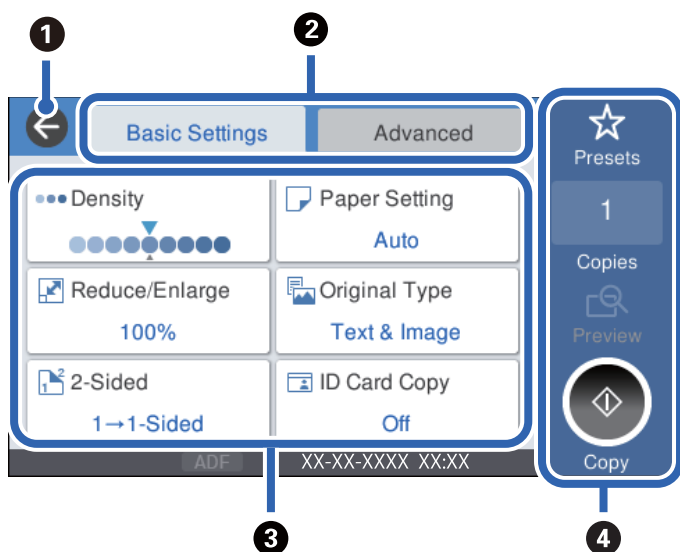 1
2
Basic Settings
Advanced
Presets
1
Copies
Preview
Copy
Density
Paper Setting
Auto
Reduce/Enlarge
100%
Original Type
Text & Image
1 2
2-Sided
1→1-Sided
ID Card Copy
Off
ADF
XX-XX-XXXX XX:XX
3
4